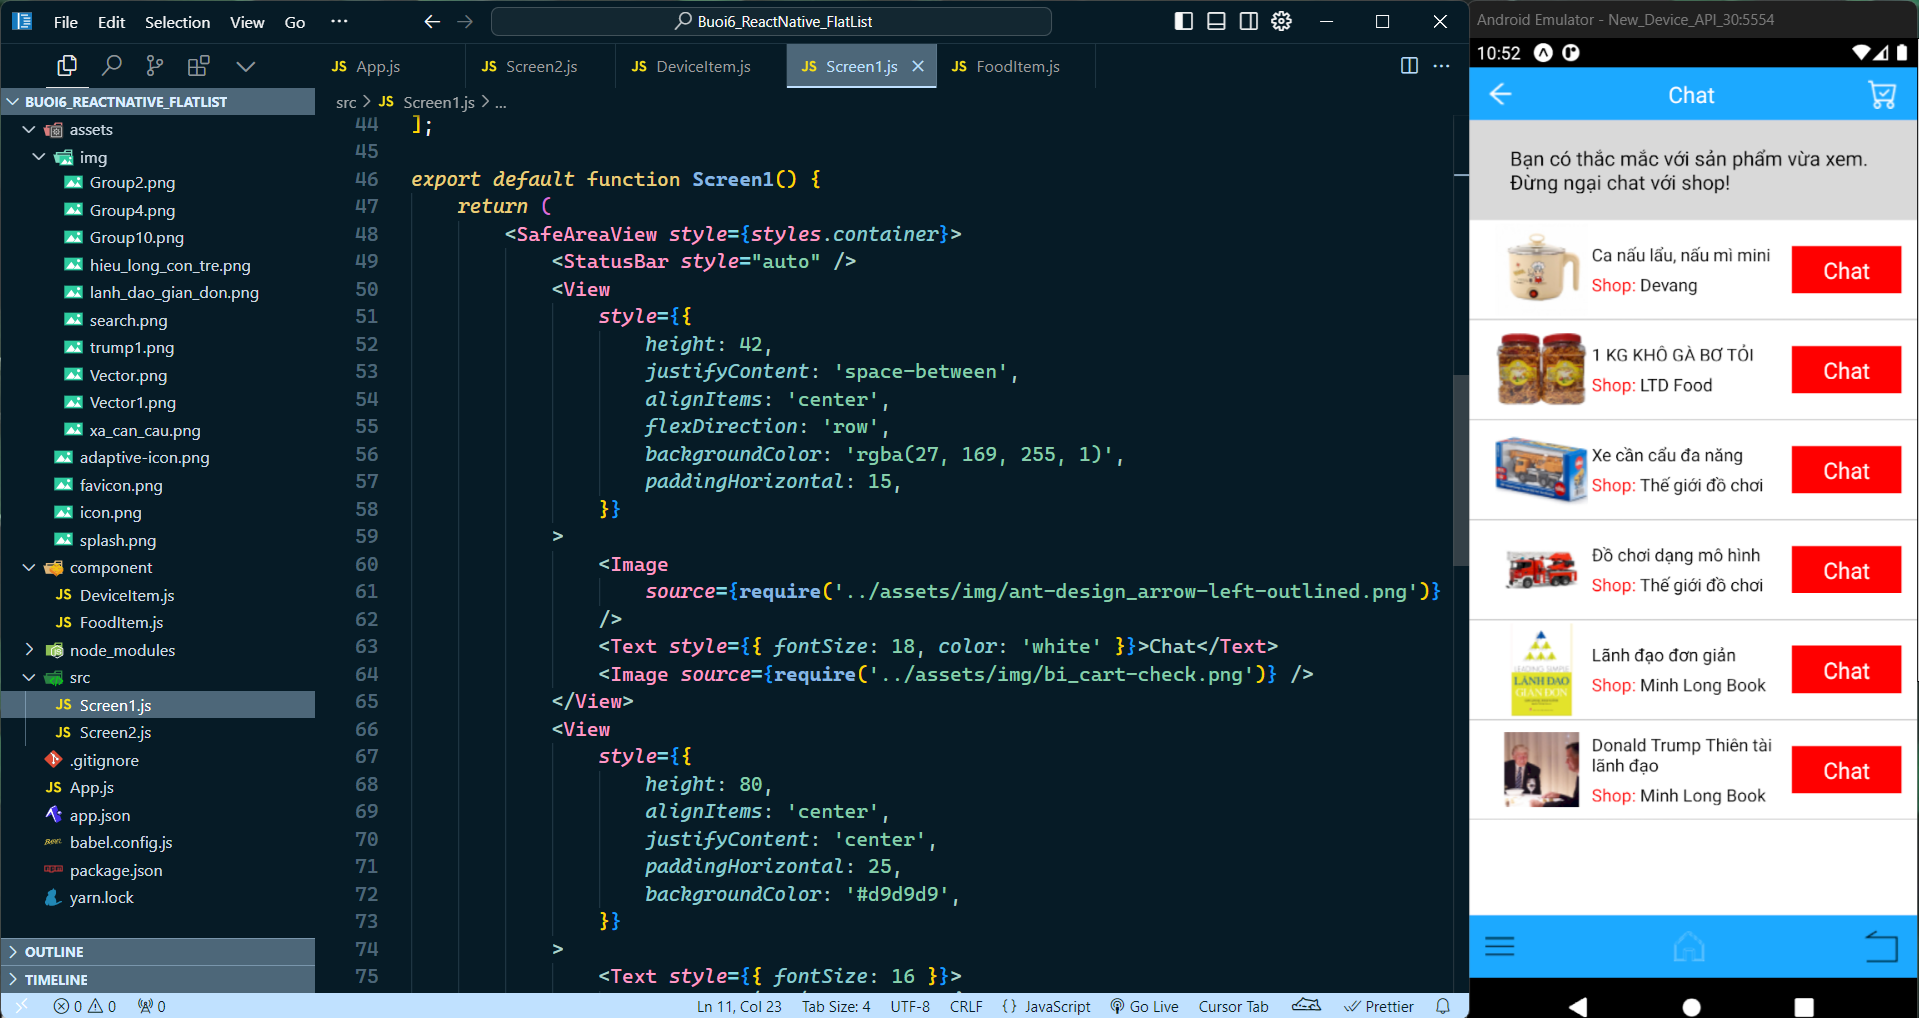 File Edit Selection View Go ···
Buoi6_ReactNative_FlatList
JS App.js
JS Screen2.js
JS DeviceItem.js
JS Screen1.js
JS FoodItem.js
src > JS Screen1.js > ...
BUOI6_REACTNATIVE_FLATLIST
assets
img
Group2.png
Group4.png
Group10.png
hieu_long_con_tre.png
lanh_dao_gian_don.png
search.png
trump1.png
Vector.png
Vector1.png
xa_can_cau.png
adaptive-icon.png
favicon.png
icon.png
splash.png
component
JS DeviceItem.js
JS FoodItem.js
node_modules
src
JS Screen1.js
JS Screen2.js
.gitignore
JS App.js
app.json
babel.config.js
package.json
yarn.lock
OUTLINE
TIMELINE
44 ];
45
46 export default function Screen1() {
47 return (
48 <SafeAreaView style={styles.container}>
49 <StatusBar style="auto" />
50 <View
51 style={{
52 height: 42,
53 justifyContent: 'space-between',
54 alignItems: 'center',
55 flexDirection: 'row',
56 backgroundColor: 'rgba(27, 169, 255, 1)',
57 paddingHorizontal: 15,
58 }}
59 >
60 <Image
61 source={require('../assets/img/ant-design_arrow-left-outlined.png')}
62 />
63 <Text style={{ fontSize: 18, color: 'white' }}>Chat</Text>
64 <Image source={require('../assets/img/bi_cart-check.png')} />
65 </View>
66 <View
67 style={{
68 height: 80,
69 alignItems: 'center',
70 justifyContent: 'center',
71 paddingHorizontal: 25,
72 backgroundColor: '#d9d9d9',
73 }}
74 >
75 <Text style={{ fontSize: 16 }}>
0 0 0
Ln 11, Col 23 Tab Size: 4 UTF-8 CRLF {} JavaScript Go Live Cursor Tab Prettier
Android Emulator - New_Device_API_30:5554
10:52
Chat
Bạn có thắc mắc với sản phẩm vừa xem.
Đừng ngại chat với shop!
Ca nấu lẩu, nấu mì mini
Shop: Devang
Chat
1 KG KHÔ GÀ BƠ TỎI
Shop: LTD Food
Chat
Xe cần cẩu đa năng
Shop: Thế giới đồ chơi
Chat
Đồ chơi dạng mô hình
Shop: Thế giới đồ chơi
Chat
LEADING SIMPLE
LÃNH ĐẠO
GIẢN ĐƠN
Lãnh đạo đơn giản
Shop: Minh Long Book
Chat
Donald Trump Thiên tài
lãnh đạo
Shop: Minh Long Book
Chat